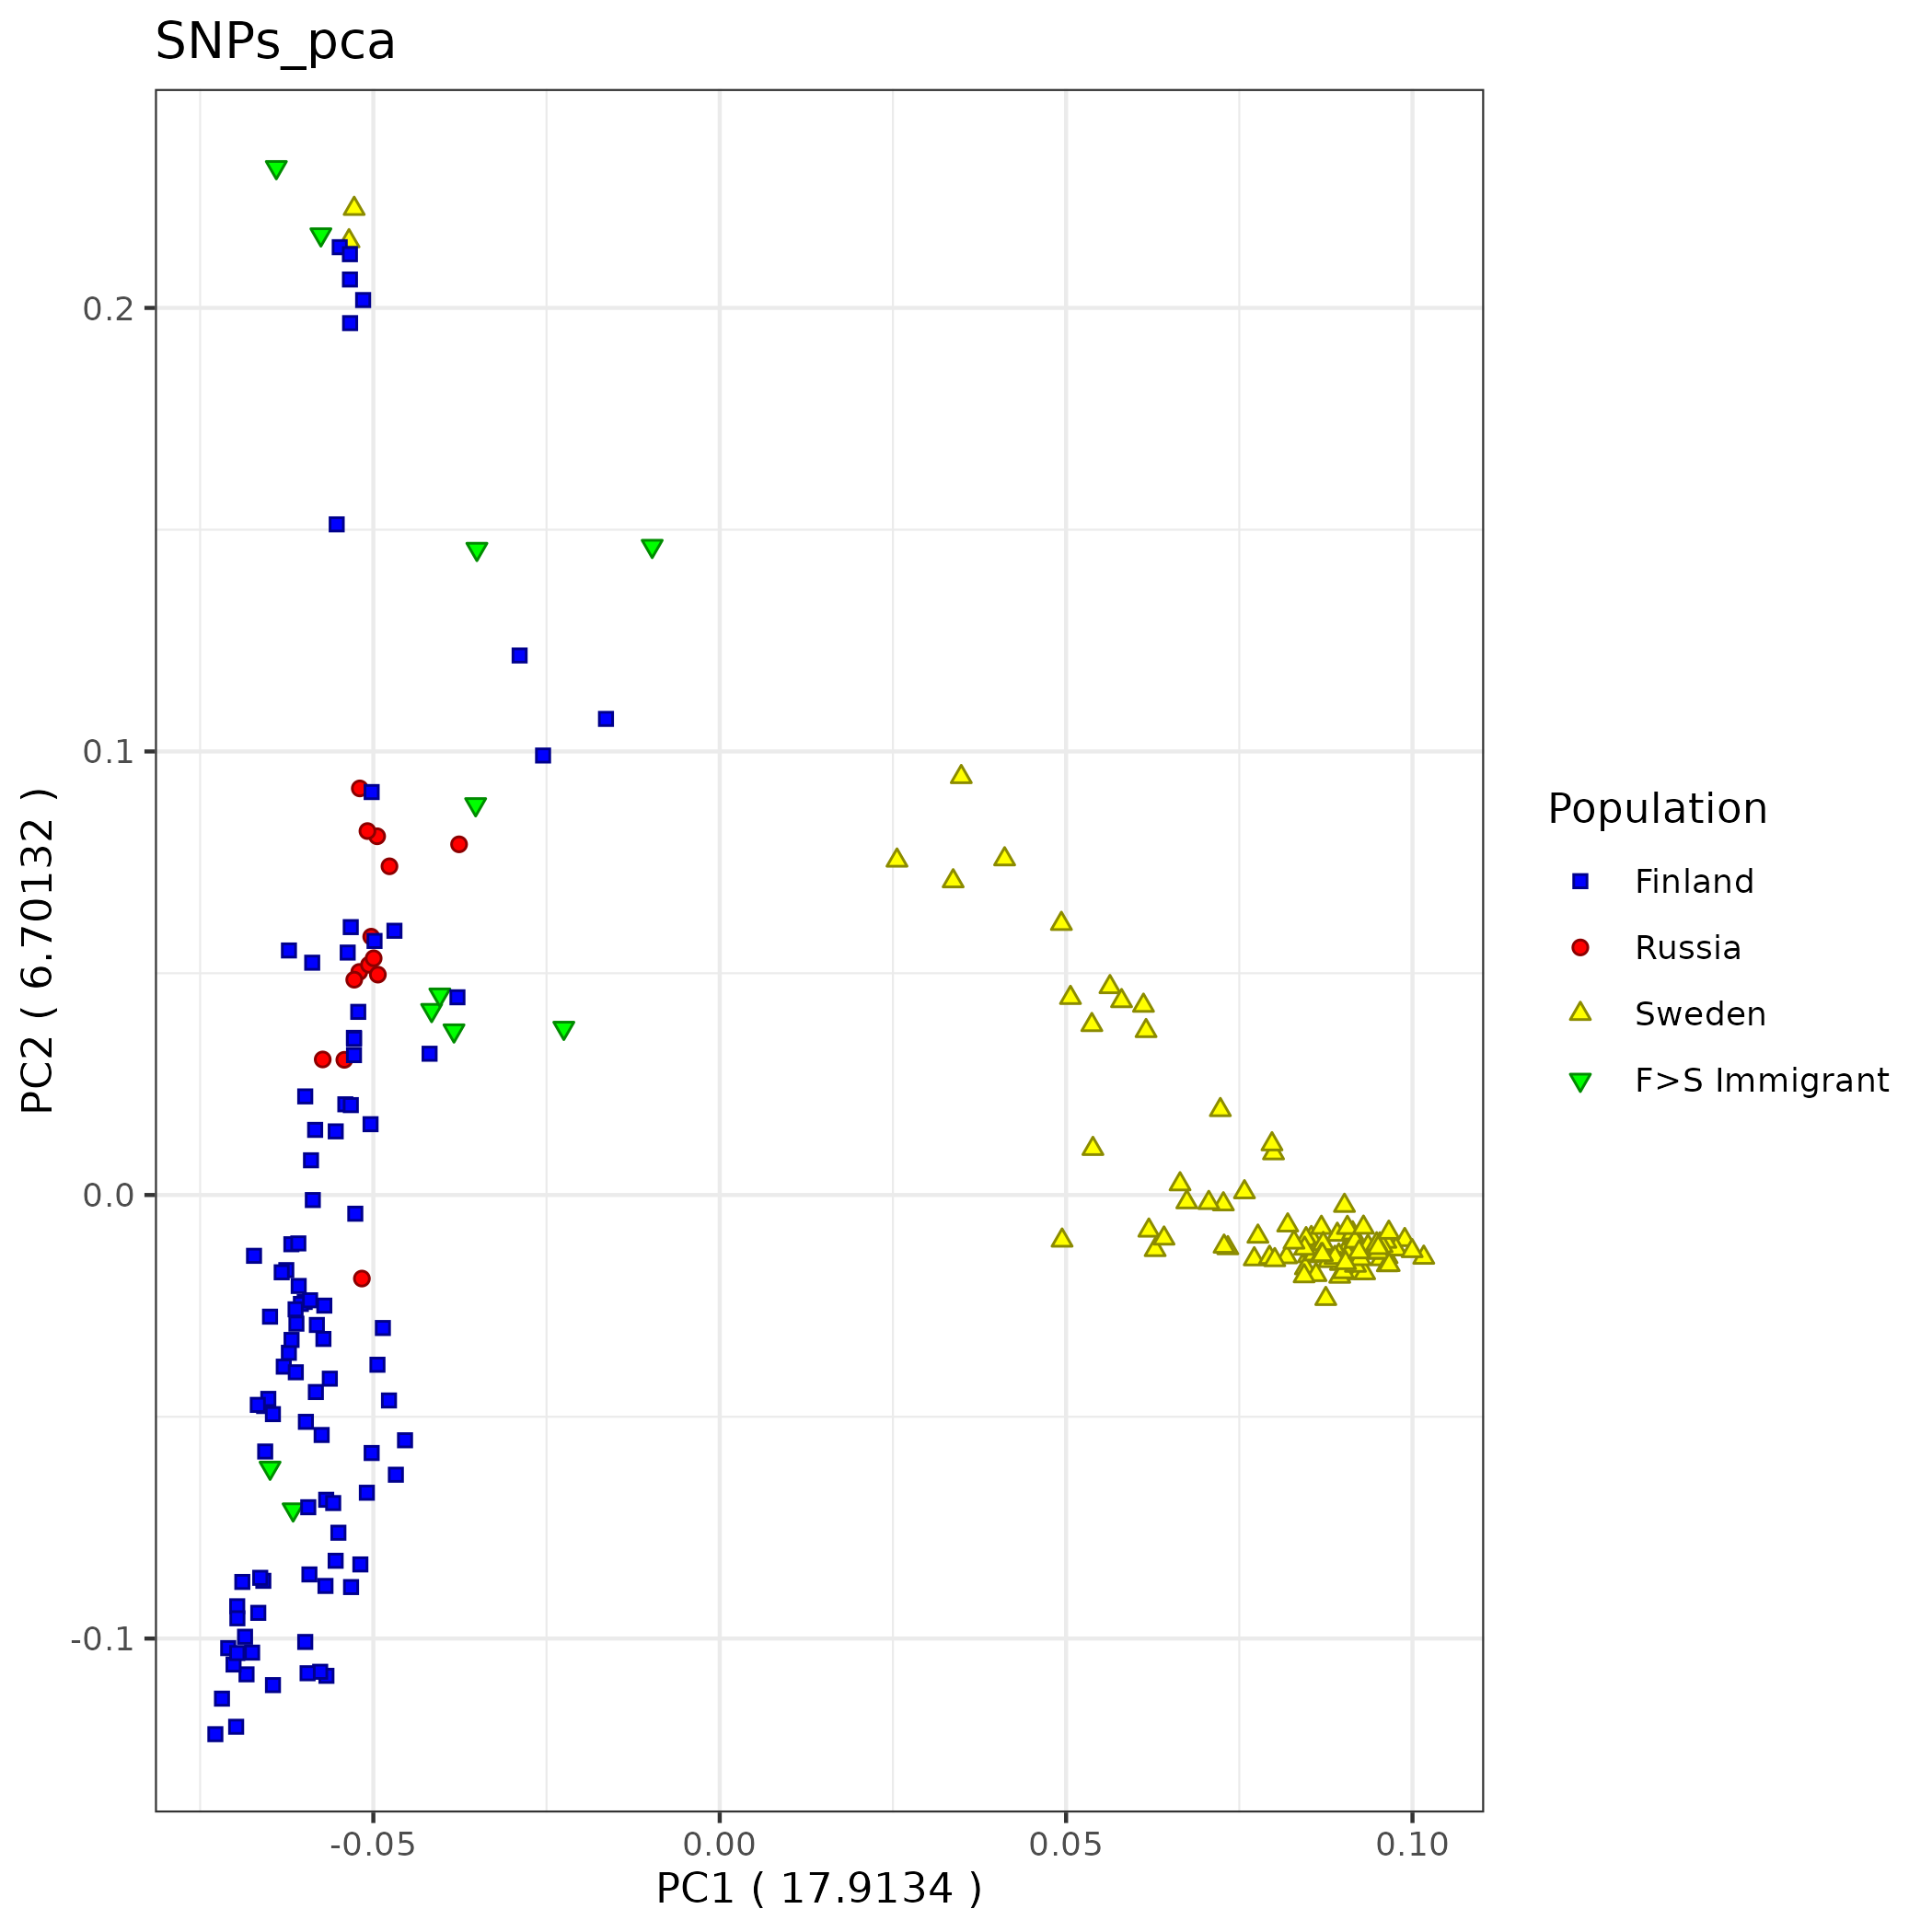 SNPs_pca
PC2 ( 6.70132 )
0.2
0.1
0.0
-0.1
-0.05
0.00
0.05
0.10
PC1 ( 17.9134 )
Population
Finland
Russia
Sweden
F>S Immigrant